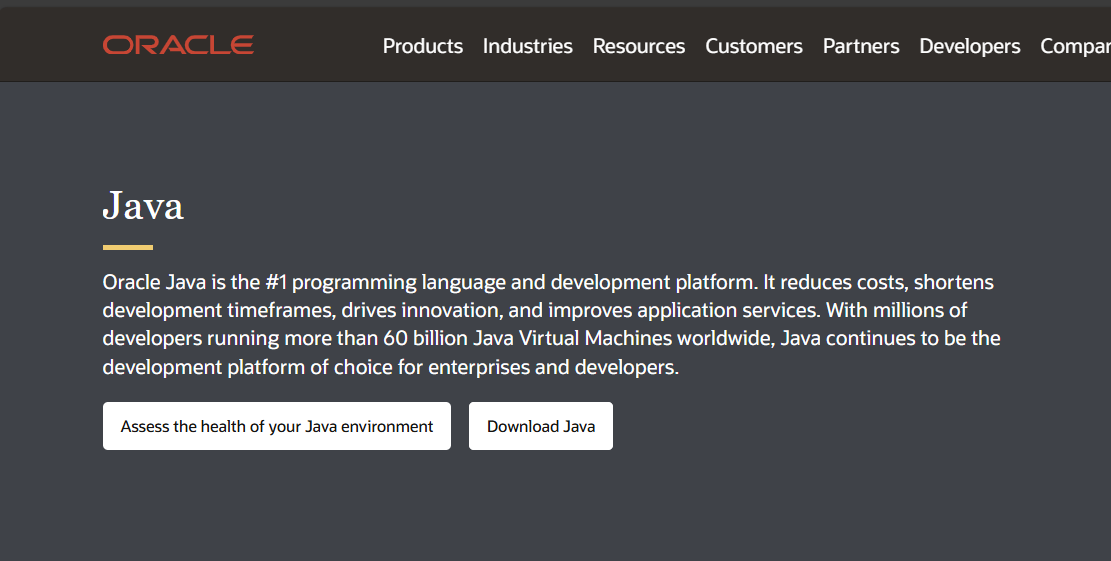 ORACLE
Products Industries Resources Customers Partners Developers Compar
Java
Oracle Java is the #1 programming language and development platform. It reduces costs, shortens
development timeframes, drives innovation, and improves application services. With millions of
developers running more than 60 billion Java Virtual Machines worldwide, Java continues to be the
development platform of choice for enterprises and developers.
Assess the health of your Java environment
Download Java